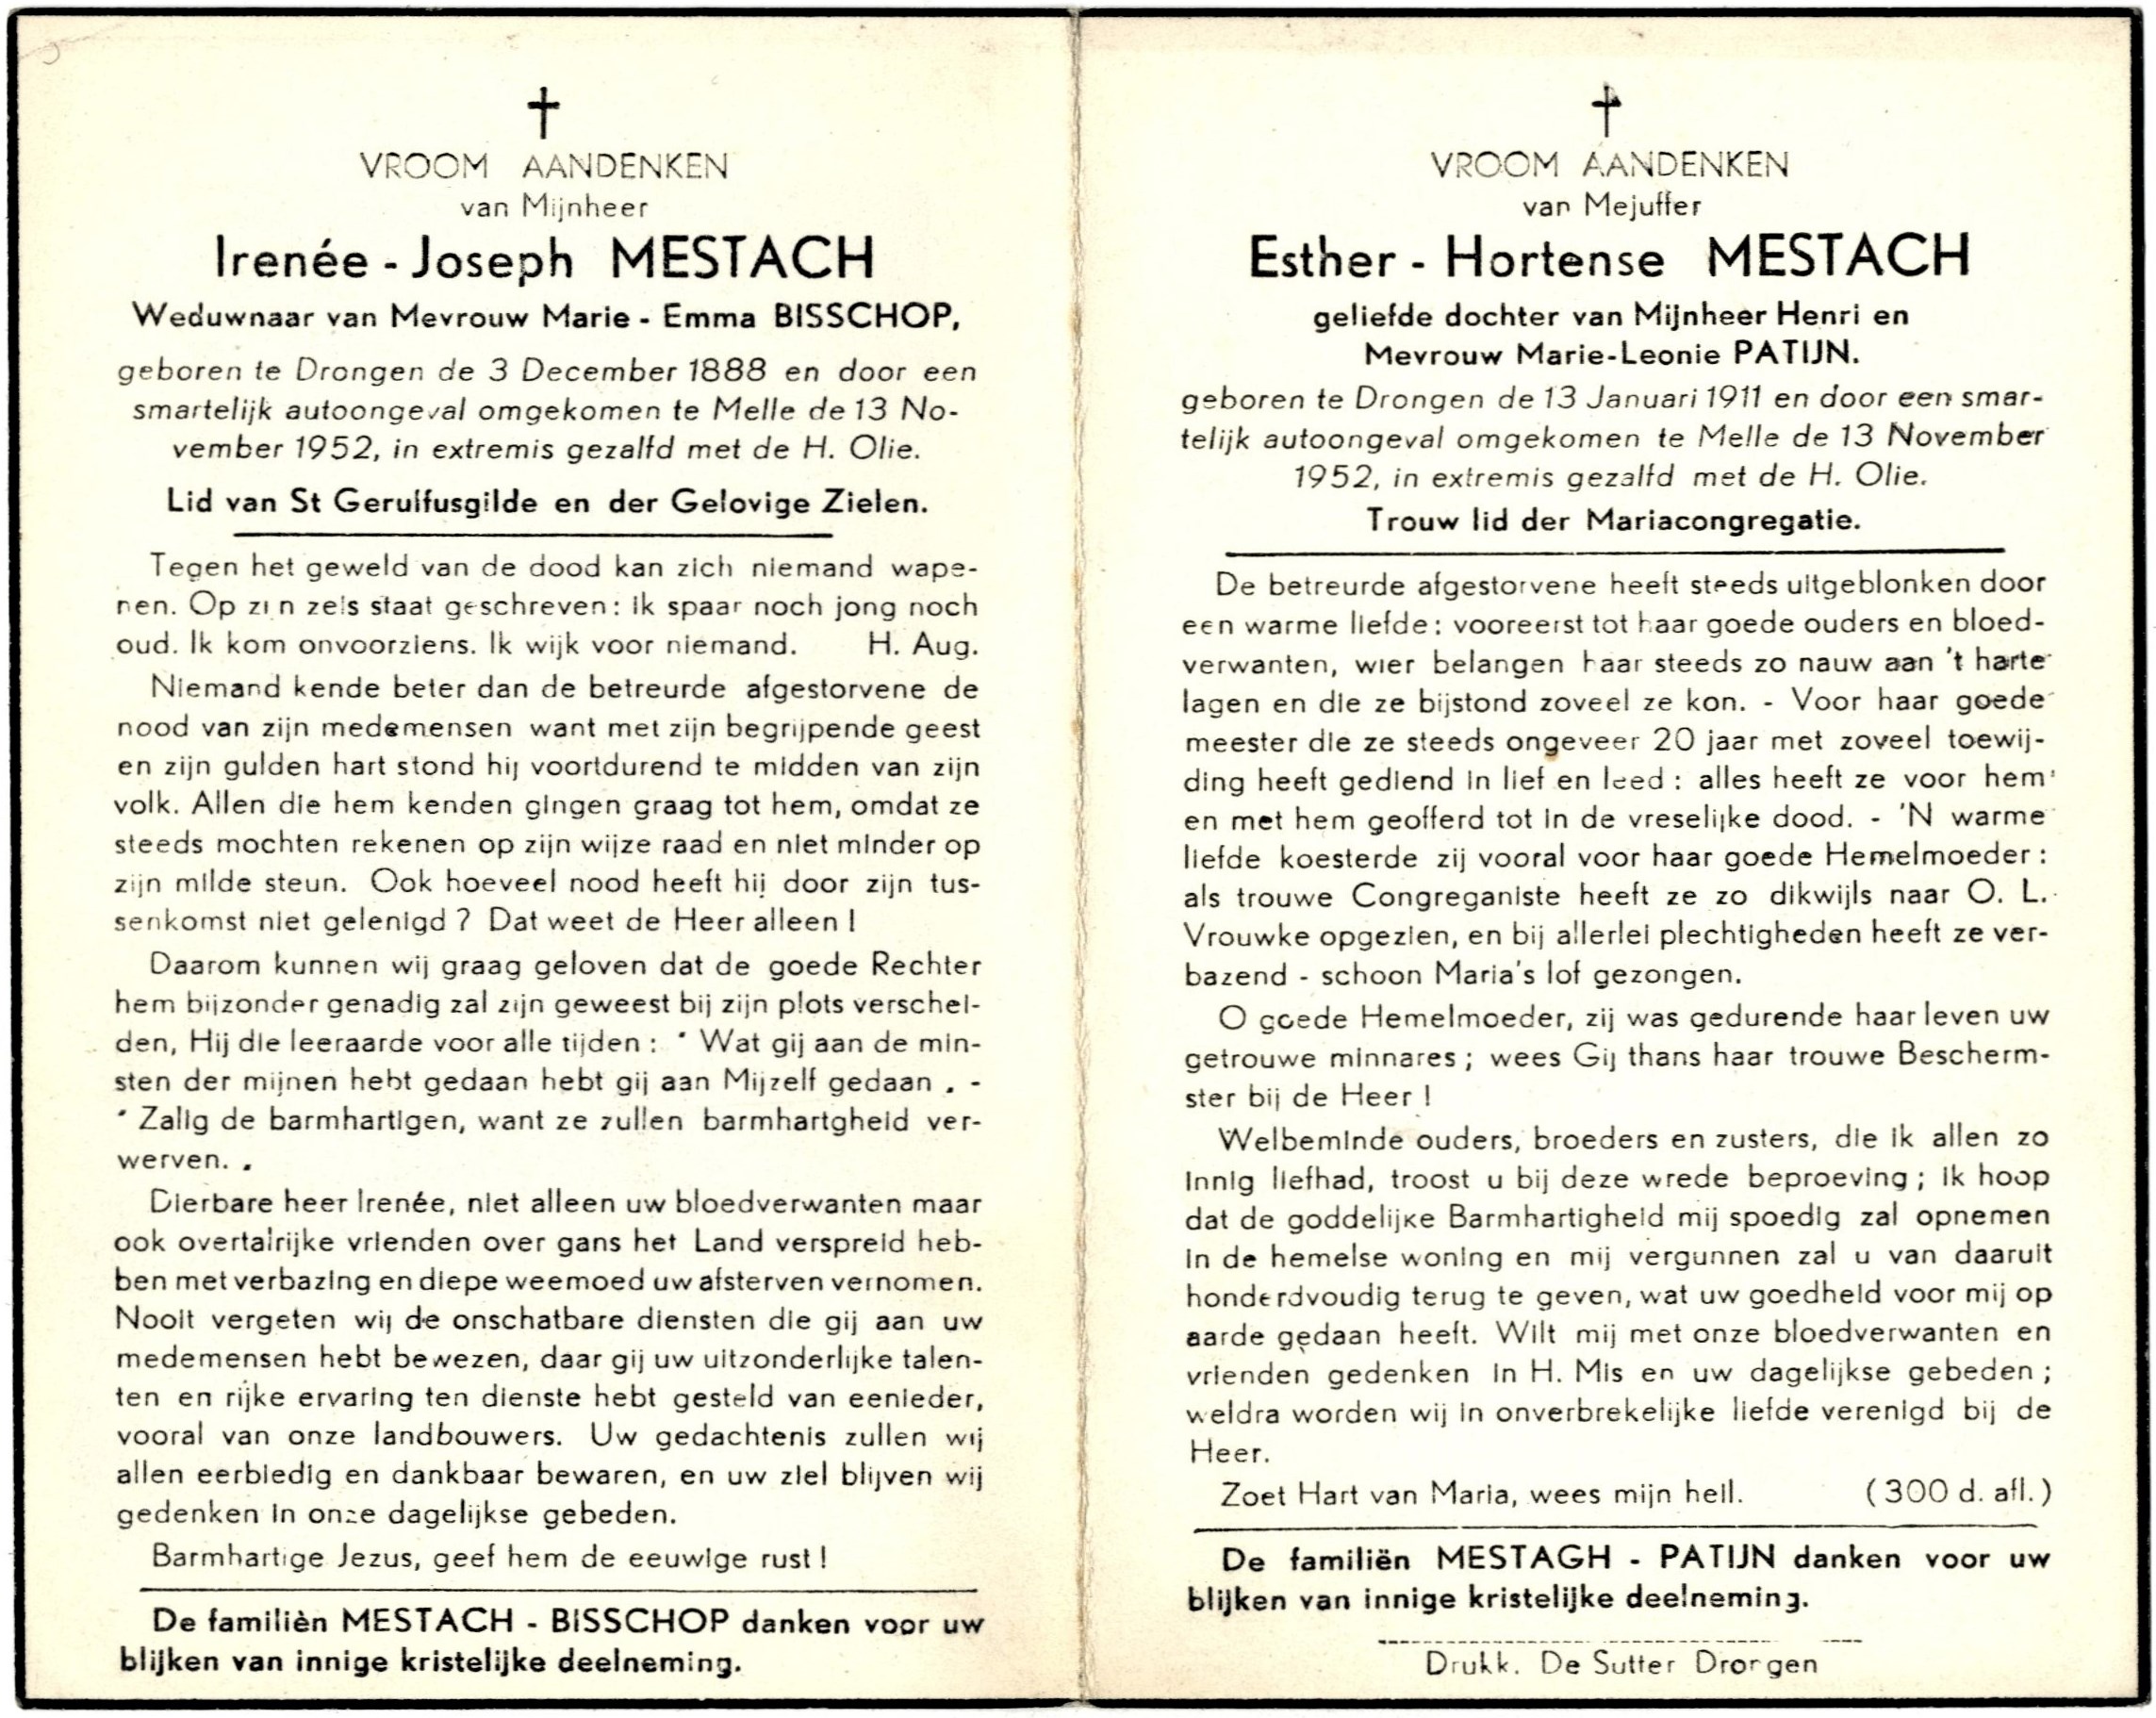 VROOM AANDENKEN
van Mijnheer
Irenée - Joseph MESTACH
Weduwnaar van Mevrouw Marie - Emma BISSCHOP,
geboren te Drongen de 3 December 1888 en door een
smartelijk autoongeval omgekomen te Melle de 13 No-
vember 1952, in extremis gezalfd met de H. Olie.
Lid van St Gerulfusgilde en der Gelovige Zielen.
Tegen het geweld van de dood kan zich niemand wape-
nen. Op zijn zeis staat geschreven: ik spaar noch jong noch
oud. Ik kom onvoorziens. Ik wijk voor niemand. H. Aug.
Niemand kende beter dan de betreurde afgestorvene de
nood van zijn medemensen want met zijn begrijpende geest
en zijn gulden hart stond hij voortdurend te midden van zijn
volk. Allen die hem kenden gingen graag tot hem, omdat ze
steeds mochten rekenen op zijn wijze raad en niet minder op
zijn milde steun. Ook hoeveel nood heeft hij door zijn tus-
senkomst niet gelenigd ? Dat weet de Heer alleen !
Daarom kunnen wij graag geloven dat de goede Rechter
hem bijzonder genadig zal zijn geweest bij zijn plots verschei-
den, Hij die leeraarde voor alle tijden : " Wat gij aan de min-
sten der mijnen hebt gedaan hebt gij aan Mijzelf gedaan „ -
" Zalig de barmhartigen, want ze zullen barmhartgheid ver-
werven. „
Dierbare heer Irenée, niet alleen uw bloedverwanten maar
ook overtalrijke vrienden over gans het Land verspreid heb-
ben met verbazing en diepe weemoed uw afsterven vernomen.
Nooit vergeten wij de onschatbare diensten die gij aan uw
medemensen hebt bewezen, daar gij uw uitzonderlijke talen-
ten en rijke ervaring ten dienste hebt gesteld van eenieder,
vooral van onze landbouwers. Uw gedachtenis zullen wij
allen eerbiedig en dankbaar bewaren, en uw ziel blijven wij
gedenken in onze dagelijkse gebeden.
Barmhartige Jezus, geef hem de eeuwige rust !
De familiën MESTACH - BISSCHOP danken voor uw
blijken van innige kristelijke deelneming.
VROOM AANDENKEN
van Mejuffer
Esther - Hortense MESTACH
geliefde dochter van Mijnheer Henri en
Mevrouw Marie-Leonie PATIJN.
geboren te Drongen de 13 Januari 1911 en door een smar-
telijk autoongeval omgekomen te Melle de 13 November
1952, in extremis gezalfd met de H. Olie.
Trouw lid der Mariacongregatie.
De betreurde afgestorvene heeft steeds uitgeblonken door
een warme liefde: vooreerst tot haar goede ouders en bloed-
verwanten, wier belangen haar steeds zo nauw aan 't harte
lagen en die ze bijstond zoveel ze kon. - Voor haar goede
meester die ze steeds ongeveer 20 jaar met zoveel toewij-
ding heeft gediend in lief en leed : alles heeft ze voor hem
en met hem geofferd tot in de vreselijke dood. - 'N warme
liefde koesterde zij vooral voor haar goede Hemelmoeder :
als trouwe Congreganiste heeft ze zo dikwijls naar O. L.
Vrouwke opgezien, en bij allerlei plechtigheden heeft ze ver-
bazend - schoon Maria's lof gezongen.
O goede Hemelmoeder, zij was gedurende haar leven uw
getrouwe minnares ; wees Gij thans haar trouwe Bescherm-
ster bij de Heer !
Welbeminde ouders, broeders en zusters, die ik allen zo
innig liefhad, troost u bij deze wrede beproeving ; ik hoop
dat de goddelijke Barmhartigheid mij spoedig zal opnemen
in de hemelse woning en mij vergunnen zal u van daaruit
honderdvoudig terug te geven, wat uw goedheid voor mij op
aarde gedaan heeft. Wilt mij met onze bloedverwanten en
vrienden gedenken in H. Mis en uw dagelijkse gebeden ;
weldra worden wij in onverbrekelijke liefde verenigd bij de
Heer.
Zoet Hart van Maria, wees mijn heil. (300 d. afl.)
De familiën MESTAGH - PATIJN danken voor uw
blijken van innige kristelijke deelneming.
Drukk. De Sutter Drongen